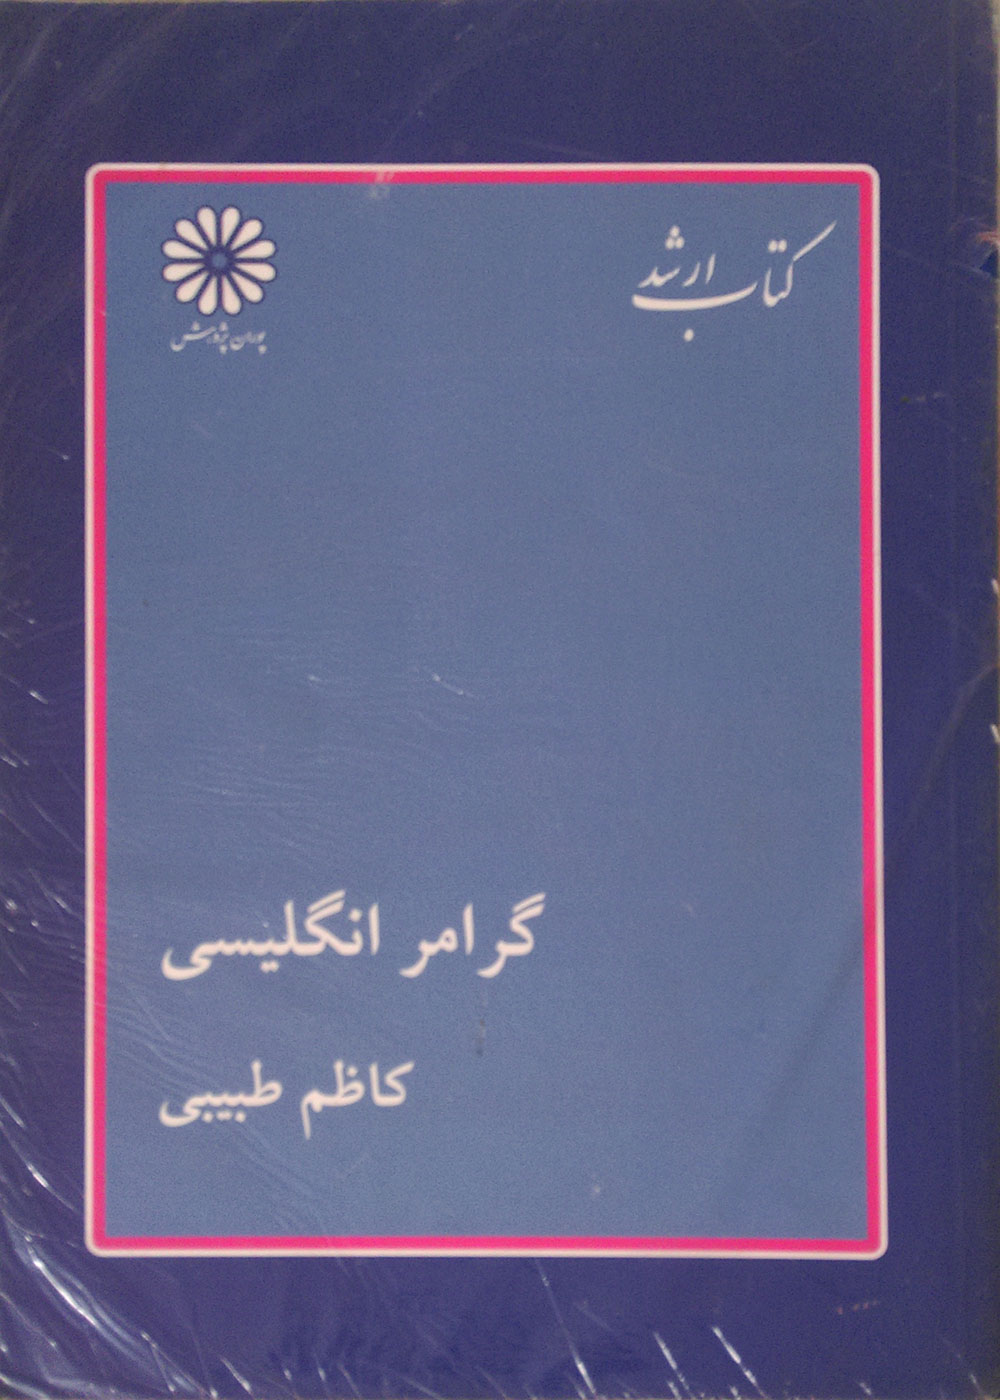 کتاب ارشد
پوران پژوهش
گرامر انگلیسی
کاظم طبیبی